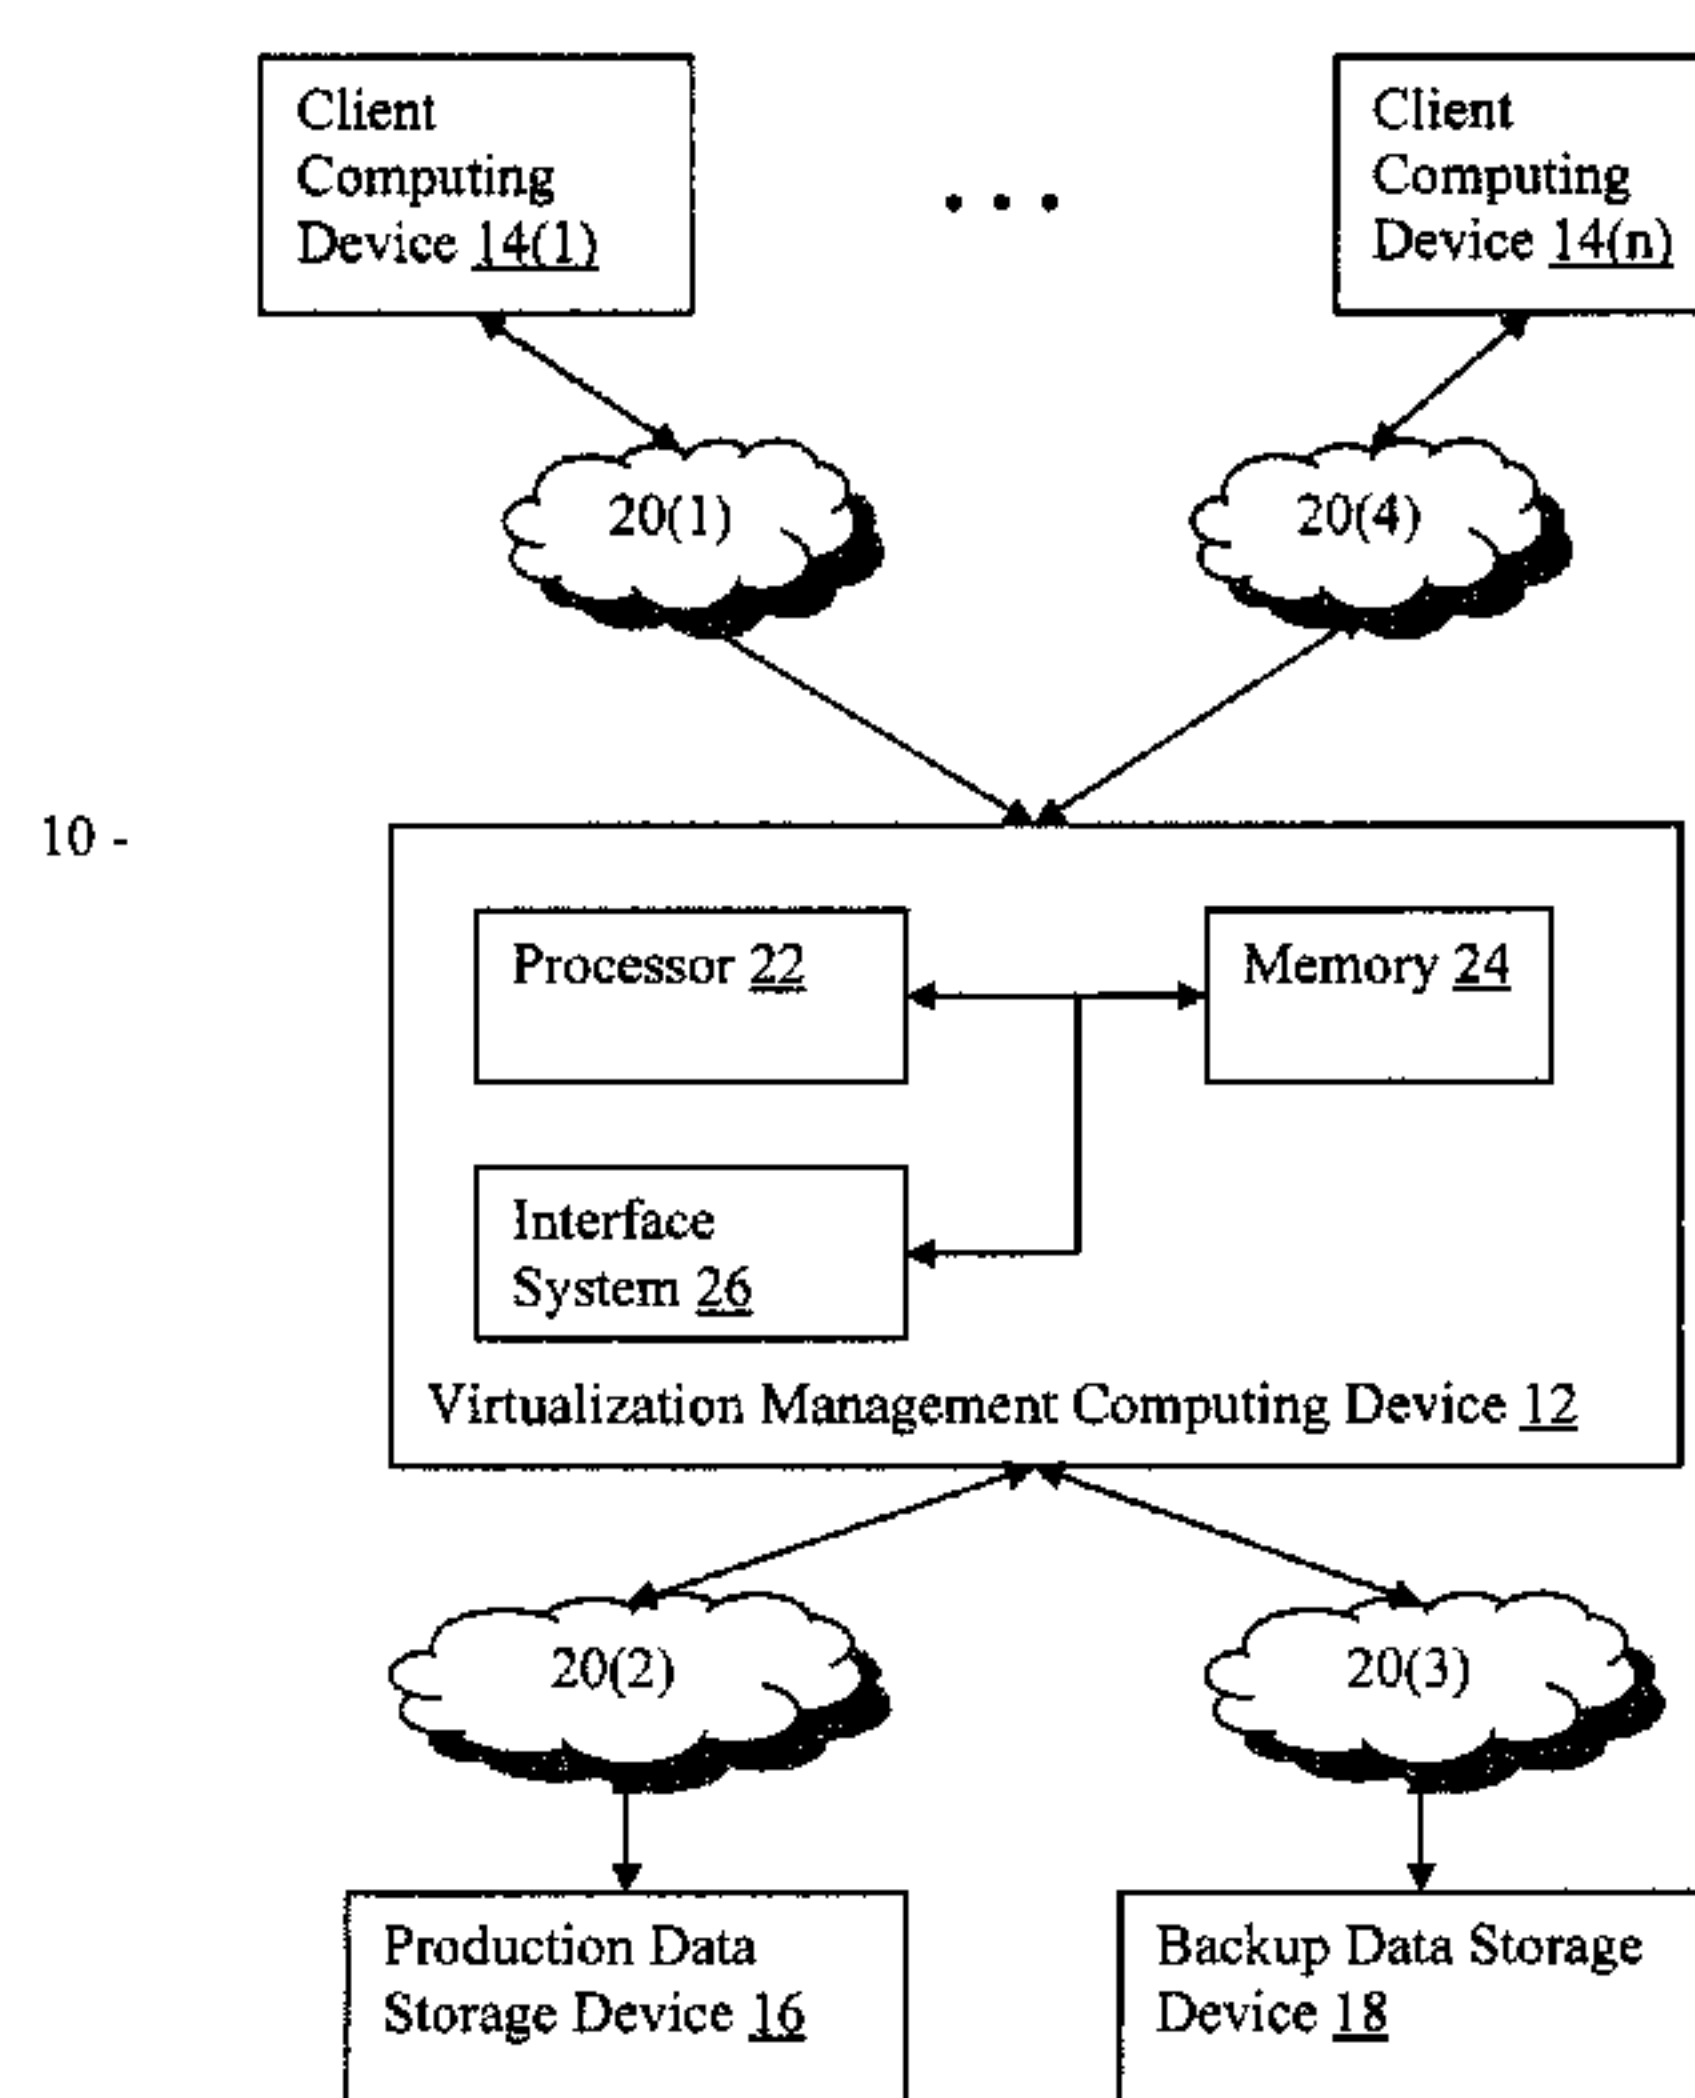 Client
Computing
Device 14(1)
• • •
Client
Computing
Device 14(n)
20(1)
20(4)
10 -
Processor 22
Memory 24
Interface
System 26
Virtualization Management Computing Device 12
20(2)
20(3)
Production Data
Storage Device 16
Backup Data Storage
Device 18